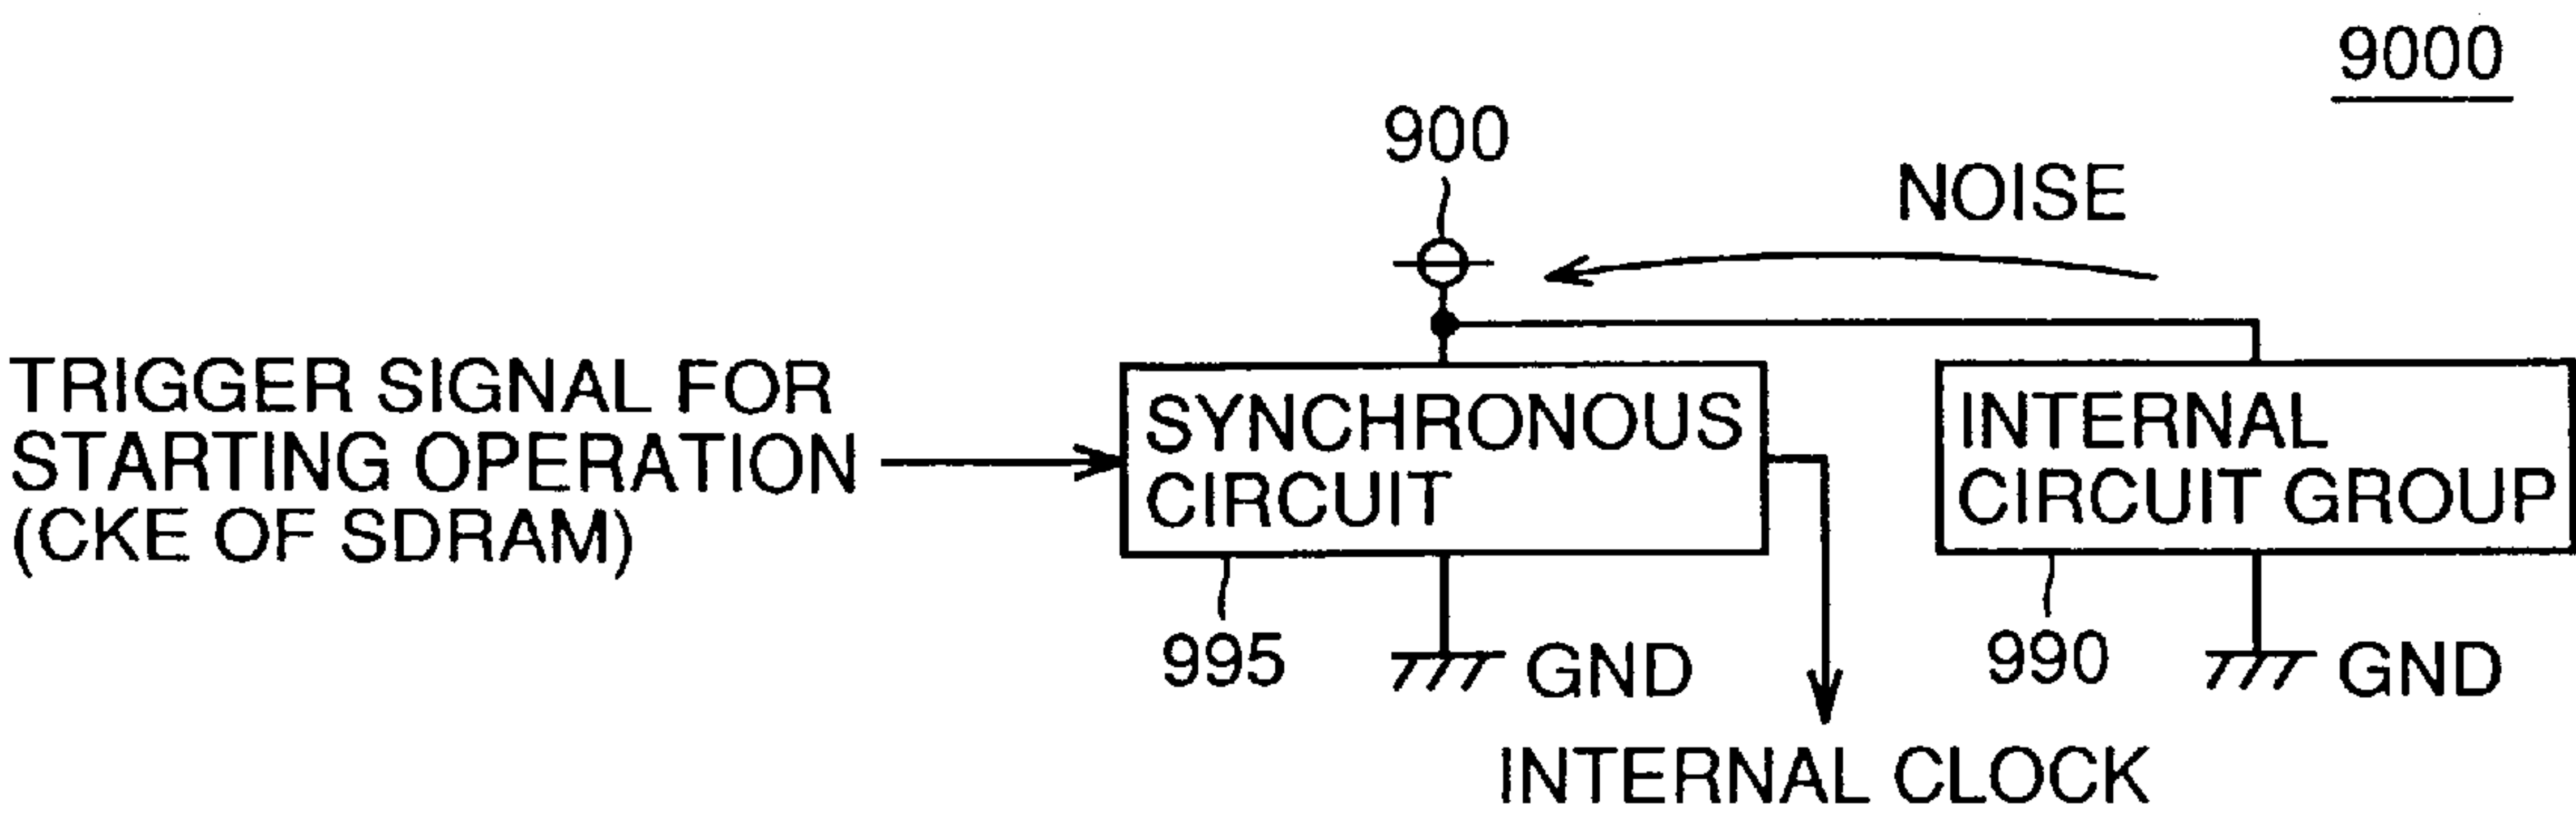 9000
900
NOISE
TRIGGER SIGNAL FOR
STARTING OPERATION
(CKE OF SDRAM)
SYNCHRONOUS
CIRCUIT
INTERNAL
CIRCUIT GROUP
995
GND
990
GND
INTERNAL CLOCK